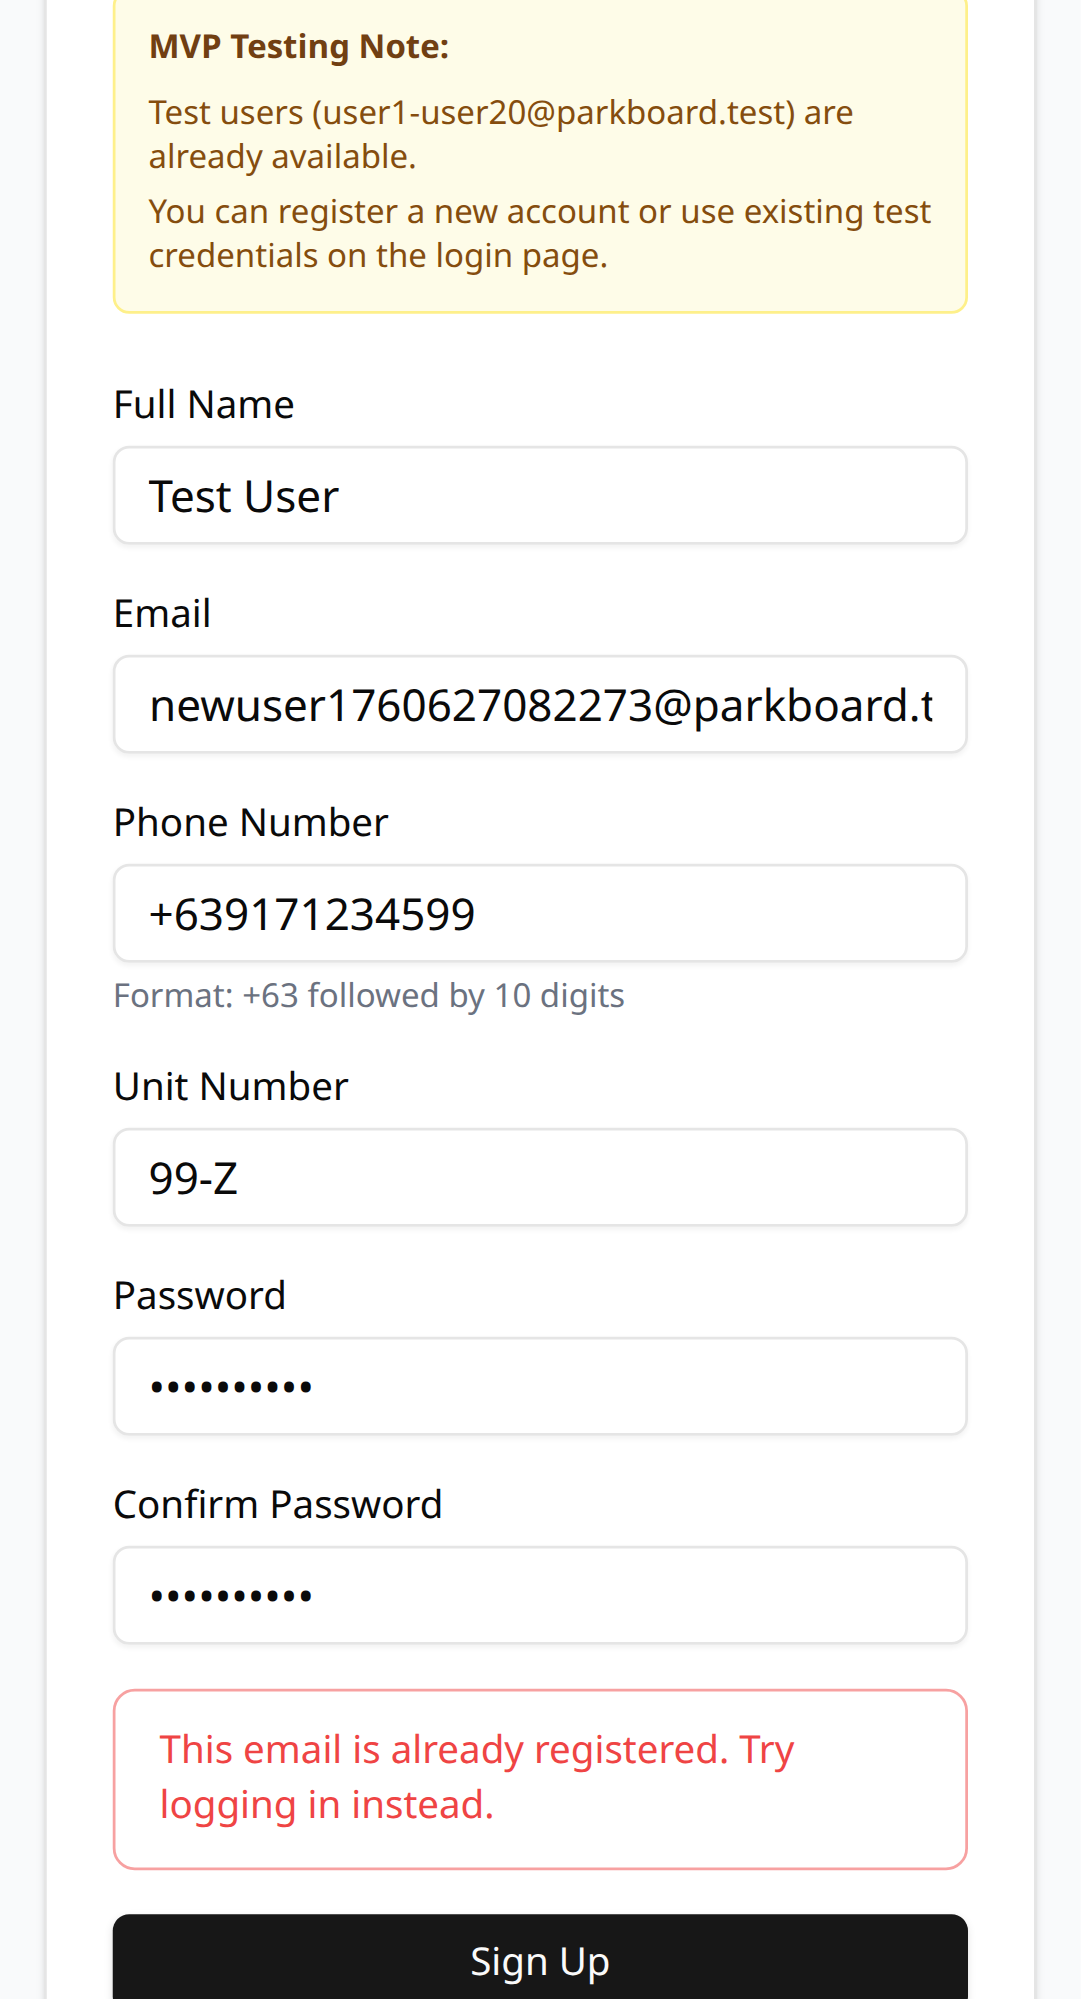 MVP Testing Note:
Test users (user1-user20@parkboard.test) are
already available.
You can register a new account or use existing test
credentials on the login page.
Full Name
Test User
Email
newuser1760627082273@parkboard.t
Phone Number
+639171234599
Format: +63 followed by 10 digits
Unit Number
99-Z
Password
••••••••••
Confirm Password
••••••••••
This email is already registered. Try
logging in instead.
Sign Up